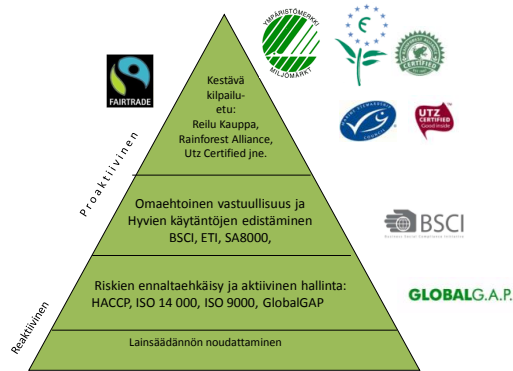 YMPÄRISTÖMERKKI
MILJÖMÄRKT
FAIRTRADE
CERTIFIED
Kestävä
kilpailu-
etu:
Reilu Kauppa,
Rainforest Alliance,
Utz Certified jne.
UTZ
CERTIFIED
Good inside
Proaktiivinen
Omaehtoinen vastuullisuus ja
Hyvien käytäntöjen edistäminen
BSCI, ETI, SA8000,
BSCI
Riskien ennaltaehkäisy ja aktiivinen hallinta:
HACCP, ISO 14 000, ISO 9000, GlobalGAP
GLOBALG.A.P.
Reaktiivinen
Lainsäädännön noudattaminen